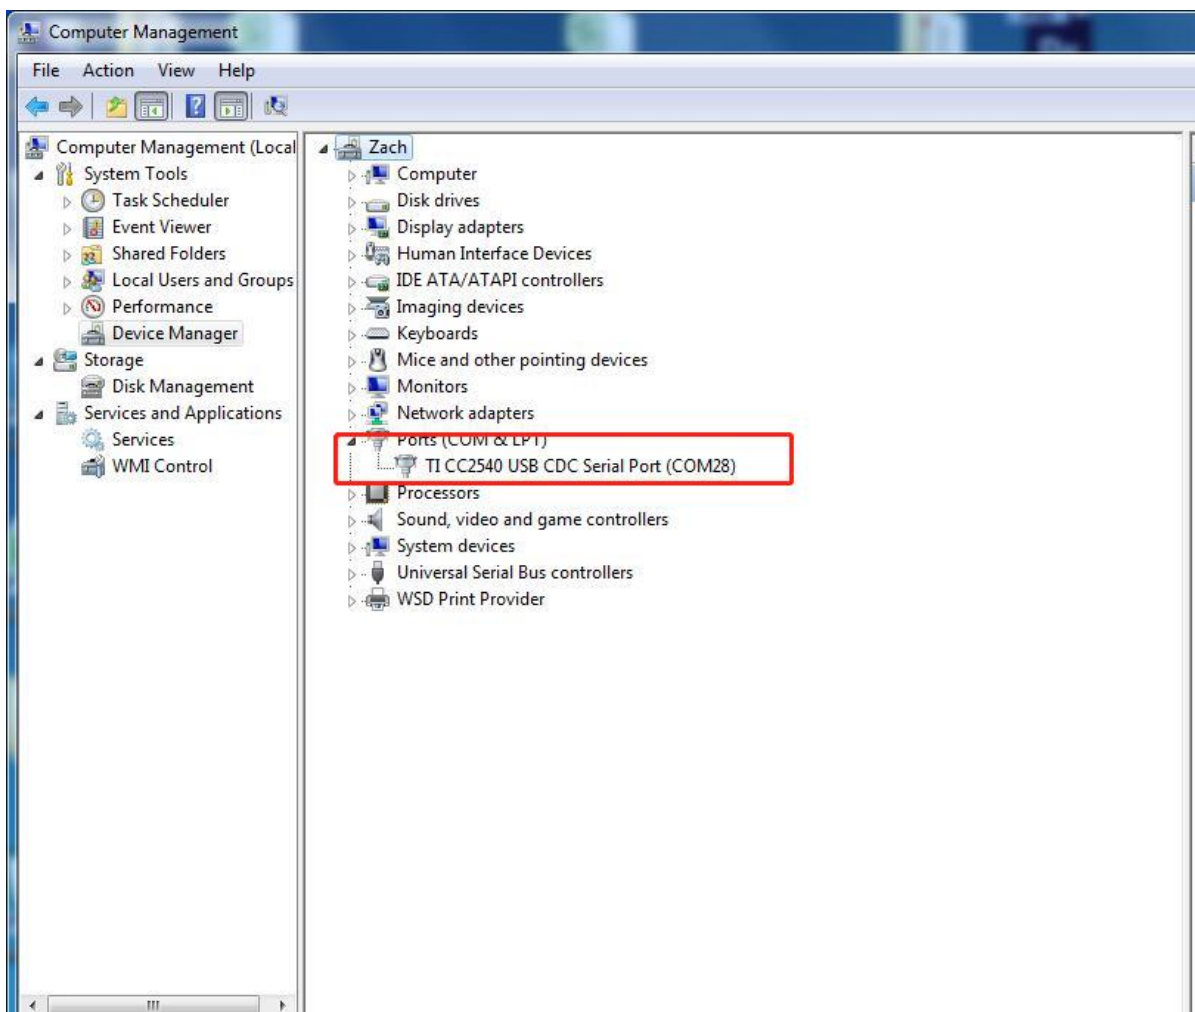 Computer Management
File Action View Help
Computer Management (Local
System Tools
Task Scheduler
Event Viewer
Shared Folders
Local Users and Groups
Performance
Device Manager
Storage
Disk Management
Services and Applications
Services
WMI Control
Zach
Computer
Disk drives
Display adapters
Human Interface Devices
IDE ATA/ATAPI controllers
Imaging devices
Keyboards
Mice and other pointing devices
Monitors
Network adapters
Ports (COM & LPT)
TI CC2540 USB CDC Serial Port (COM28)
Processors
Sound, video and game controllers
System devices
Universal Serial Bus controllers
WSD Print Provider